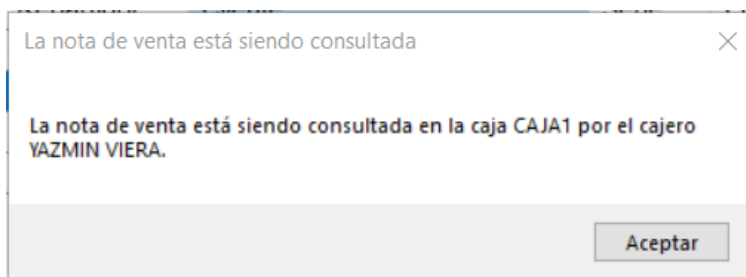 La nota de venta está siendo consultada
La nota de venta está siendo consultada en la caja CAJA1 por el cajero
YAZMIN VIERA.
Aceptar